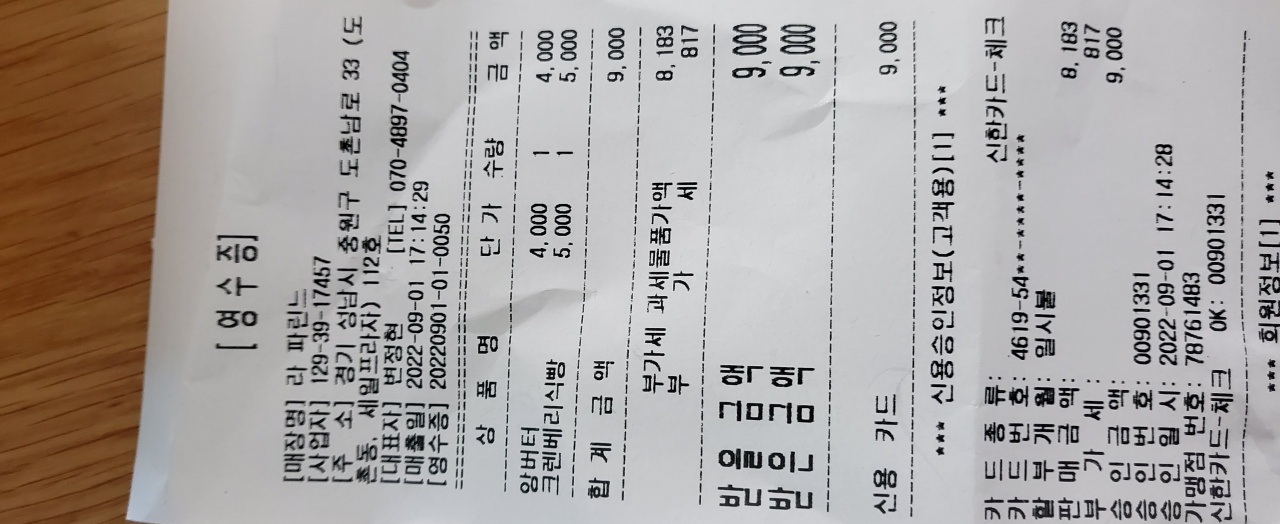 [ 영 수 증 ]
[매장명] 라 파린느
[사업자] 129-39-17457
[주 소] 경기 성남시 중원구 도촌남로 33 (도
촌동, 세일프라자) 112호
[대표자] 변정현 [TEL] 070-4897-0404
[매출일] 2022-09-01 17:14:29
[영수증] 20220901-01-0050
상 품 명 단 가 수량 금 액
앙버터 4,000 1 4,000
크렌베리식빵 5,000 1 5,000
합 계 금 액 9,000
부가세 과세물품가액 8,183
부 가 세 817
받을 금액 9,000
받은 금액 9,000
신용 카드 9,000
*** 신용승인정보(고객용)[1] ***
카 드 종 류: 신한카드-체크
카 드 번 호: 4619-54**-****-****
할 부 개 월: 일시불
판 매 금 액: 8,183
부 가 세: 817
승 인 금 액: 9,000
승 인 번 호: 00901331
승 인 일 시: 2022-09-01 17:14:28
가맹점 번호: 78761483
신한카드-체크 OK: 00901331
*** 회원정보[1] ***